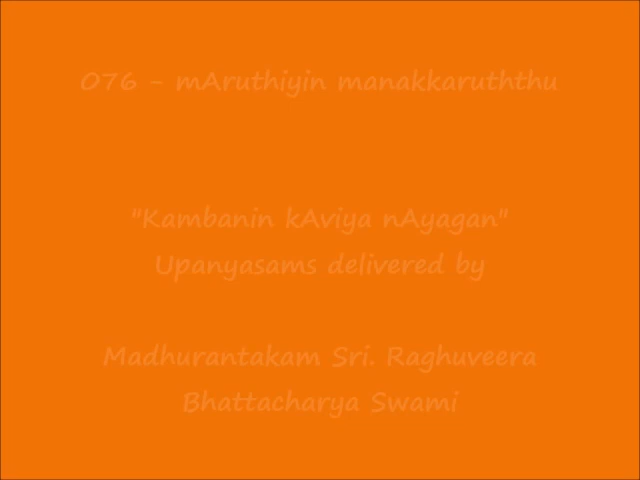 076 - mAruthiyin manakkaruththu
"Kambanin kAviya nAyagan"
Upanyasams delivered by
Madhurantakam Sri. Raghuveera
Bhattacharya Swami